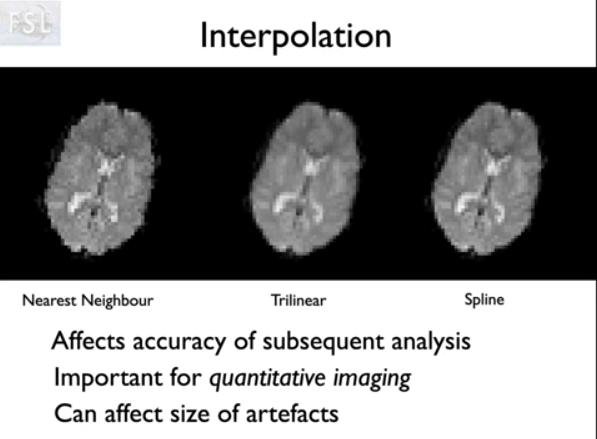 FSL
Interpolation
Nearest Neighbour
Trilinear
Spline
Affects accuracy of subsequent analysis
Important for quantitative imaging
Can affect size of artefacts